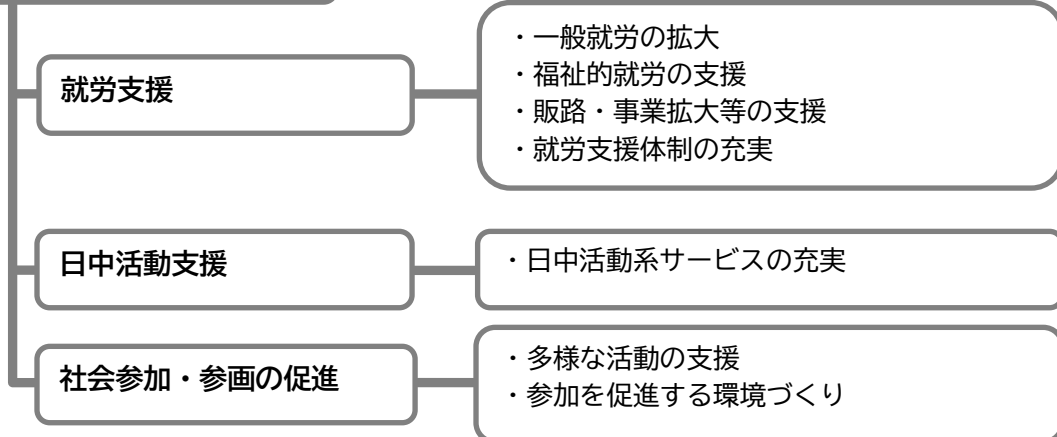 就労支援
・一般就労の拡大
・福祉的就労の支援
・販路・事業拡大等の支援
・就労支援体制の充実
日中活動支援
・日中活動系サービスの充実
社会参加・参画の促進
・多様な活動の支援
・参加を促進する環境づくり